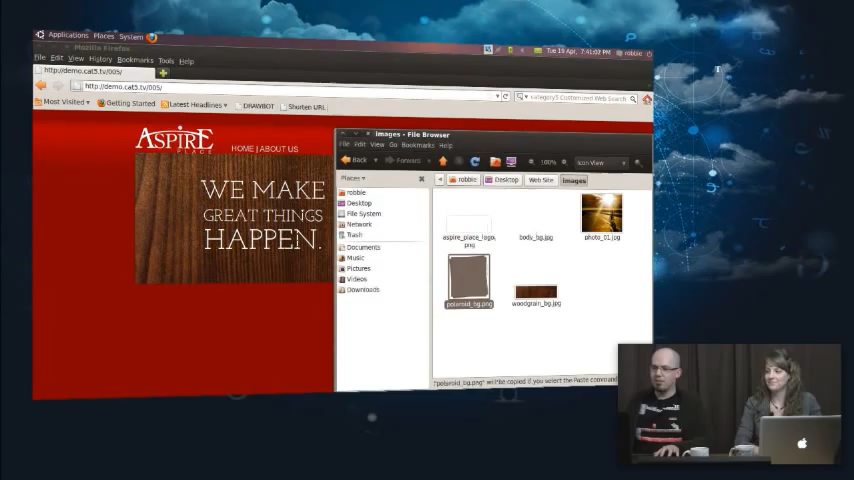 Applications Places System
Tue 19 Apr, 7:41:02 PM robbie
Mozilla Firefox
File Edit View History Bookmarks Tools Help
http://demo.cat5.tv/005/
http://demo.cat5.tv/005/
category5 Customized Web Search
Most Visited Getting Started Latest Headlines DRAWBOT Shorten URL
ASPIRE
PLACE
HOME | ABOUT US
WE MAKE
GREAT THINGS
HAPPEN.
Images - File Browser
File Edit View Go Bookmarks Help
Back Forward 100% Icon View
Places robbie Desktop Web Site Images
robbie
Desktop
File System
Network
Trash
Documents
Music
Pictures
Videos
Downloads
aspire_place_logo.
png
body_bg.jpg
photo_01.jpg
polaroid_bg.png
woodgrain_bg.jpg
"polaroid_bg.png" will be copied if you select the Paste command